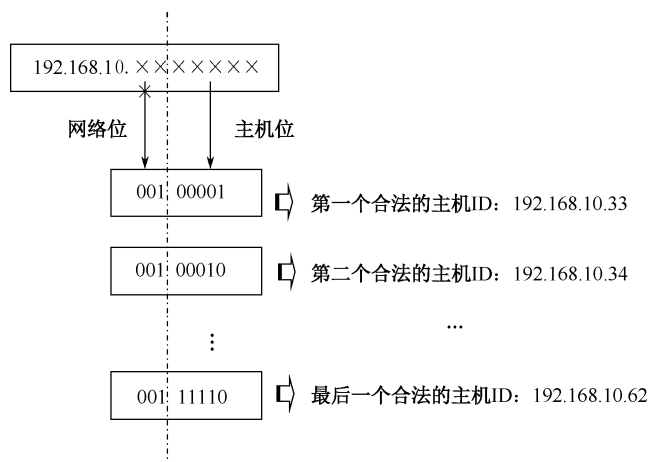 192.168.10.×××××××
×
网络位 主机位
001 00001 第一个合法的主机ID：192.168.10.33
001 00010 第二个合法的主机ID：192.168.10.34
⋮ ...
001 11110 最后一个合法的主机ID：192.168.10.62